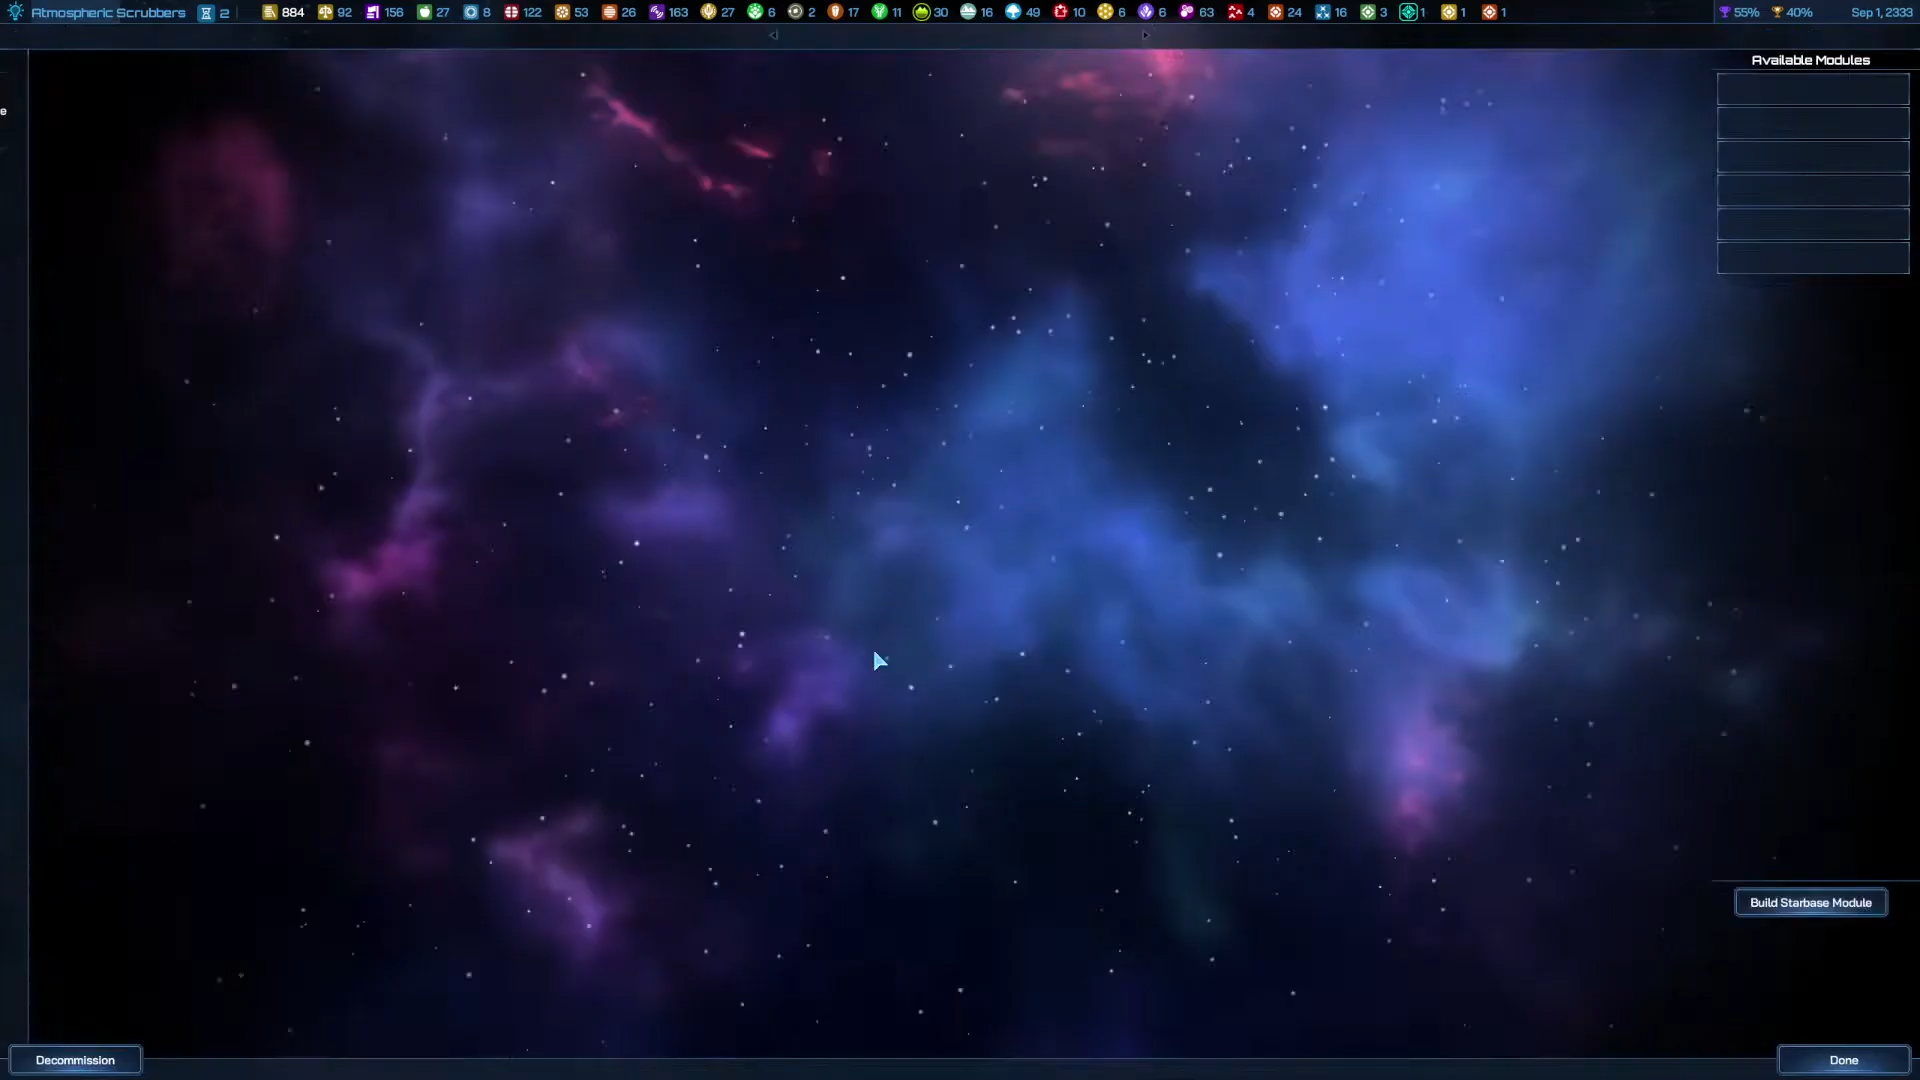 Atmospheric Scrubbers 2 884 92 156 27 8 122 53 26 163 27 6 2 17 11 30 16 49 10 6 6 63 4 24 16 3 1 1 1 55% 40% Sep 1, 2333
Available Modules
e
Build Starbase Module
Decommission
Done